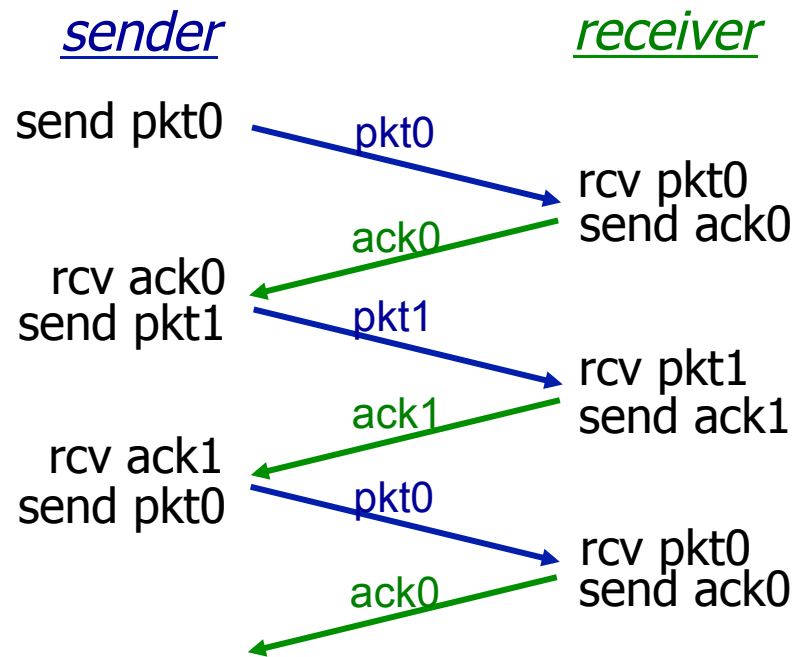 sender
receiver
send pkt0
pkt0
rcv pkt0
send ack0
ack0
rcv ack0
send pkt1
pkt1
rcv pkt1
send ack1
ack1
rcv ack1
send pkt0
pkt0
rcv pkt0
send ack0
ack0